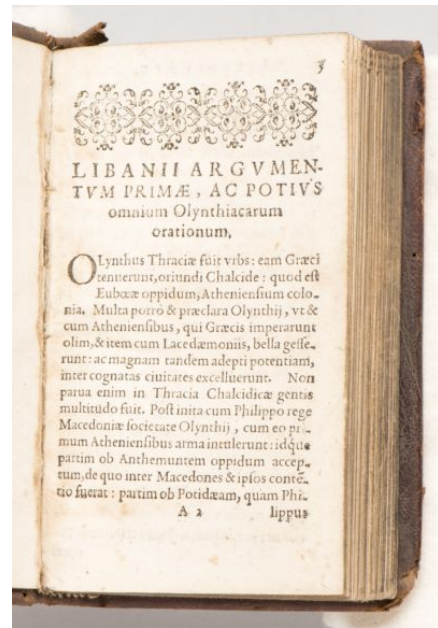 3
LIBANII ARGVMEN-
TVM PRIMÆ, AC POTIVS
omnium Olynthiacarum
orationum.
OLynthus Thraciæ fuit vrbs: eam Græci
tenuerunt, oriundi Chalcide: quod eſt
Eubœæ oppidum, Athenienſium colo-
nia. Multa porrò & præclara Olynthij, vt &
cum Athenienſibus, qui Græcis imperarunt
olim, & item cum Lacedæmoniis, bella geſſe-
runt: ac magnam tandem adepti potentiam,
inter cognatas ciuitates excelluerunt. Non
parua enim in Thracia Chalcidicæ gentis
multitudo fuit. Poſt inita cum Philippo rege
Macedoniæ ſocietate Olynthij, cum eo pri-
mum Athenienſibus arma intulerunt: idque
partim ob Anthemuntem oppidum accep-
tum, de quo inter Macedones & ipſos contē-
tio fuerat: partim ob Potidæam, quam Phi-
A 2 lippus